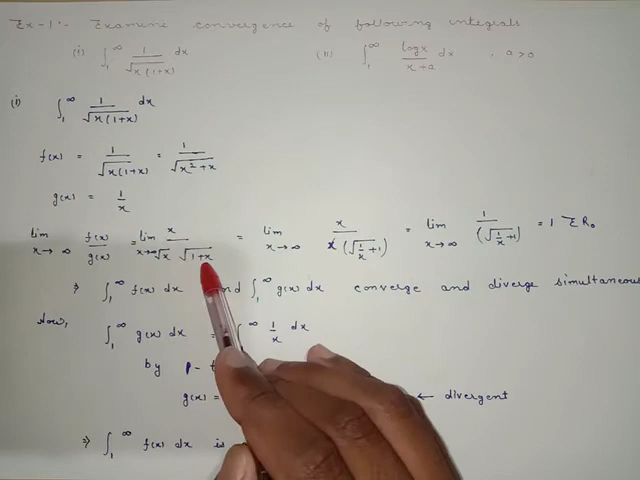 Ex-1:- Examine convergence of following integrals
(i) ∫₁^∞ 1/√x(1+x) dx (ii) ∫₁^∞ logx/x+a dx , a>0
(i) ∫₁^∞ 1/√x(1+x) dx
f(x) = 1/√x(1+x) = 1/√x²+x
g(x) = 1/x
lim x→∞ f(x)/g(x) = lim x→∞ x/√x √1+x = lim x→∞ x/x(√1/x+1) = lim x→∞ 1/(√1/x+1) = 1 ∈ R₀
⇒ ∫₁^∞ f(x) dx and ∫₁^∞ g(x) dx converge and diverge simultaneous
Now, ∫₁^∞ g(x) dx = ∫ ^∞ 1/x dx
by p-
g(x) = ← divergent
⇒ ∫₁^∞ f(x) dx is